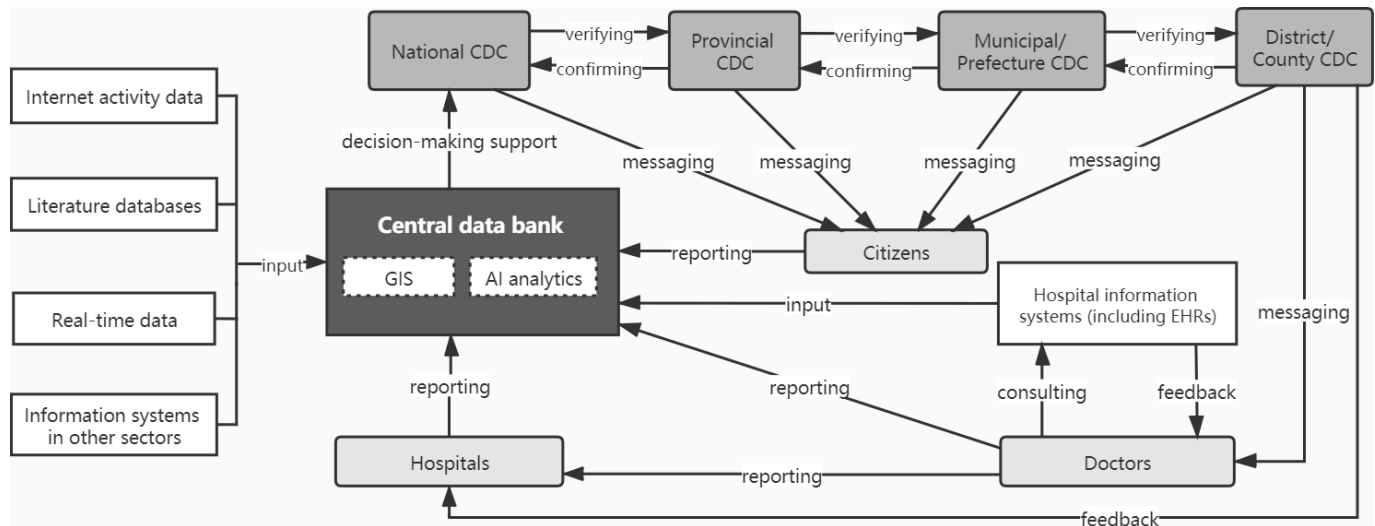 National CDC
verifying
confirming
Provincial
CDC
verifying
confirming
Municipal/
Prefecture CDC
verifying
confirming
District/
County CDC
Internet activity data
Literature databases
Real-time data
Information systems
in other sectors
input
decision-making support
messaging
messaging
messaging
messaging
Central data bank
GIS
AI analytics
reporting
Citizens
input
Hospital information
systems (including EHRs)
messaging
reporting
reporting
consulting
feedback
Hospitals
reporting
Doctors
feedback